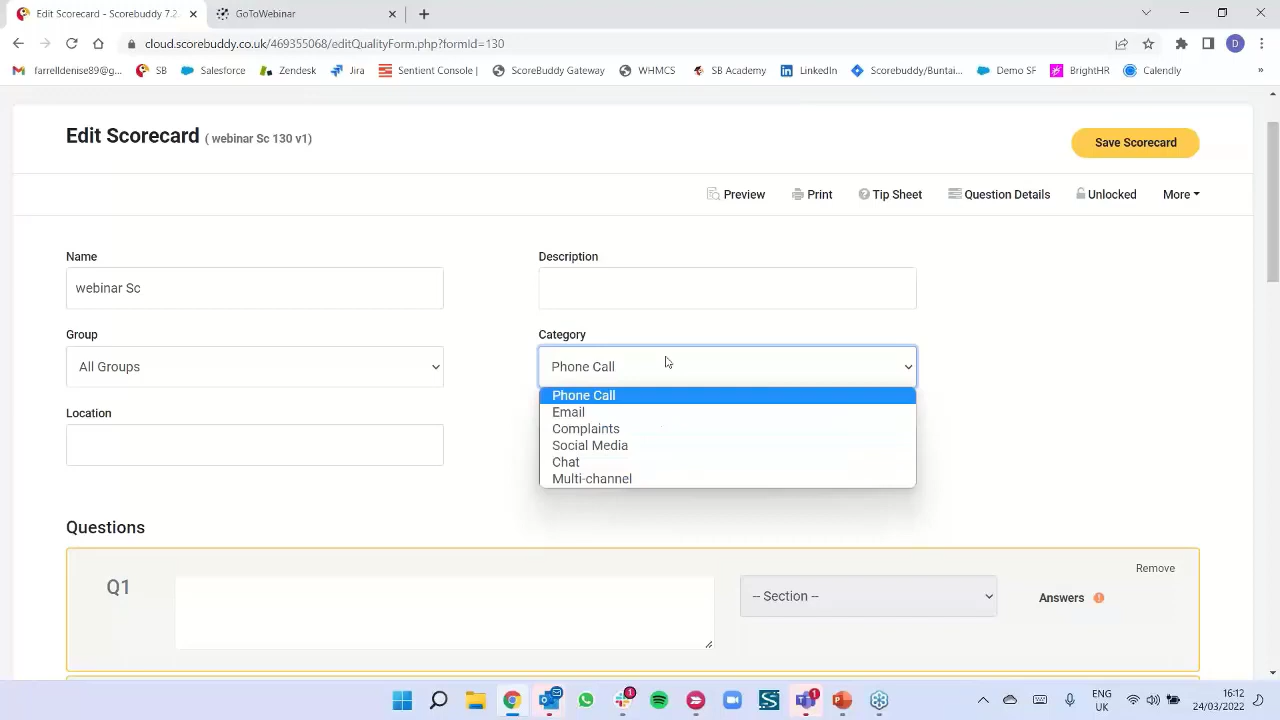 Edit Scorecard - Scorebuddy 7.2.
GoToWebinar
cloud.scorebuddy.co.uk/469355068/editQualityForm.php?formId=130
farrelldenise89@g... SB Salesforce Zendesk Jira Sentient Console | ScoreBuddy Gateway WHMCS SB Academy LinkedIn Scorebuddy/Buntai... Demo SF BrightHR Calendly »
Edit Scorecard ( webinar Sc 130 v1)
Save Scorecard
Preview Print Tip Sheet Question Details Unlocked More
Name
webinar Sc
Description
Group
All Groups
Category
Phone Call
Phone Call
Email
Complaints
Social Media
Chat
Multi-channel
Location
Questions
Remove
Q1
-- Section --
Answers
ENG
UK
16:12
24/03/2022